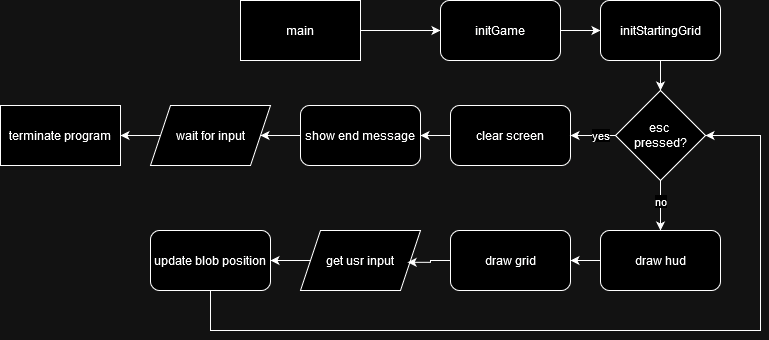 main
initGame
initStartingGrid
terminate program
wait for input
show end message
clear screen
yes
esc
pressed?
no
update blob position
get usr input
draw grid
draw hud